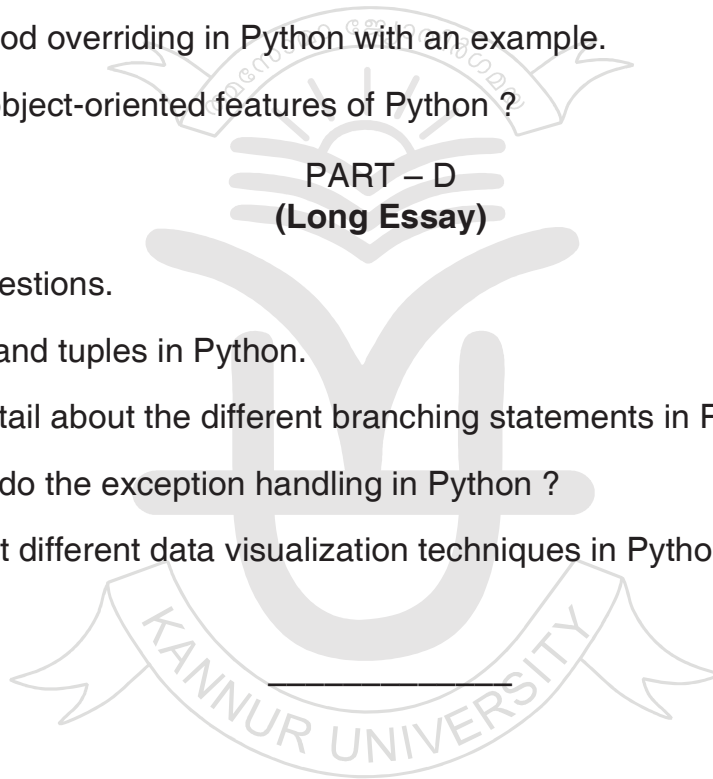 od overriding in Python with an example.
bject-oriented features of Python ?
PART – D
(Long Essay)
estions.
and tuples in Python.
tail about the different branching statements in P
do the exception handling in Python ?
t different data visualization techniques in Pytho
KANNUR UNIVERSITY